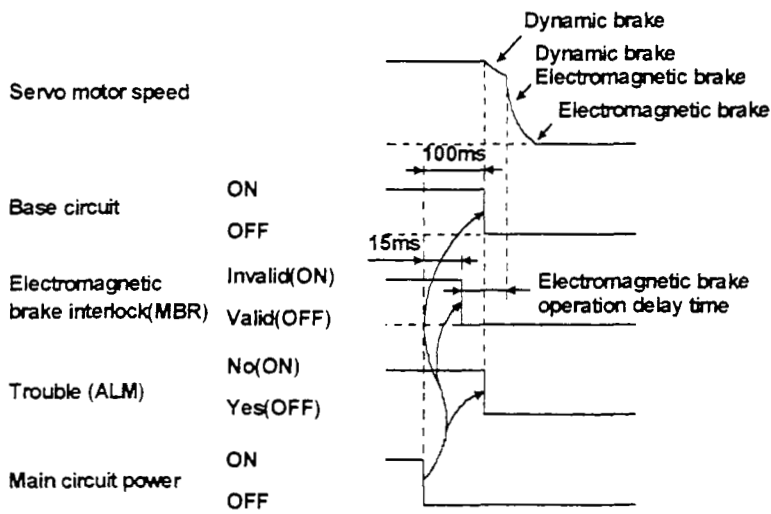 Dynamic brake
Dynamic brake
Electromagnetic brake
Servo motor speed
Electromagnetic brake
100ms
ON
Base circuit
OFF
15ms
Electromagnetic
brake interlock(MBR)
Invalid(ON)
Valid(OFF)
Electromagnetic brake
operation delay time
No(ON)
Trouble (ALM)
Yes(OFF)
ON
Main circuit power
OFF